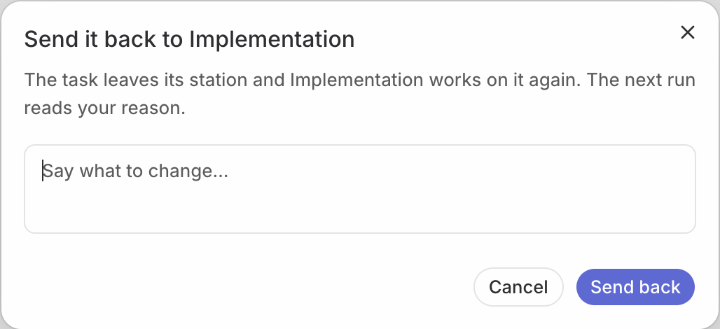 Send it back to Implementation
The task leaves its station and Implementation works on it again. The next run
reads your reason.
Say what to change...
Cancel
Send back